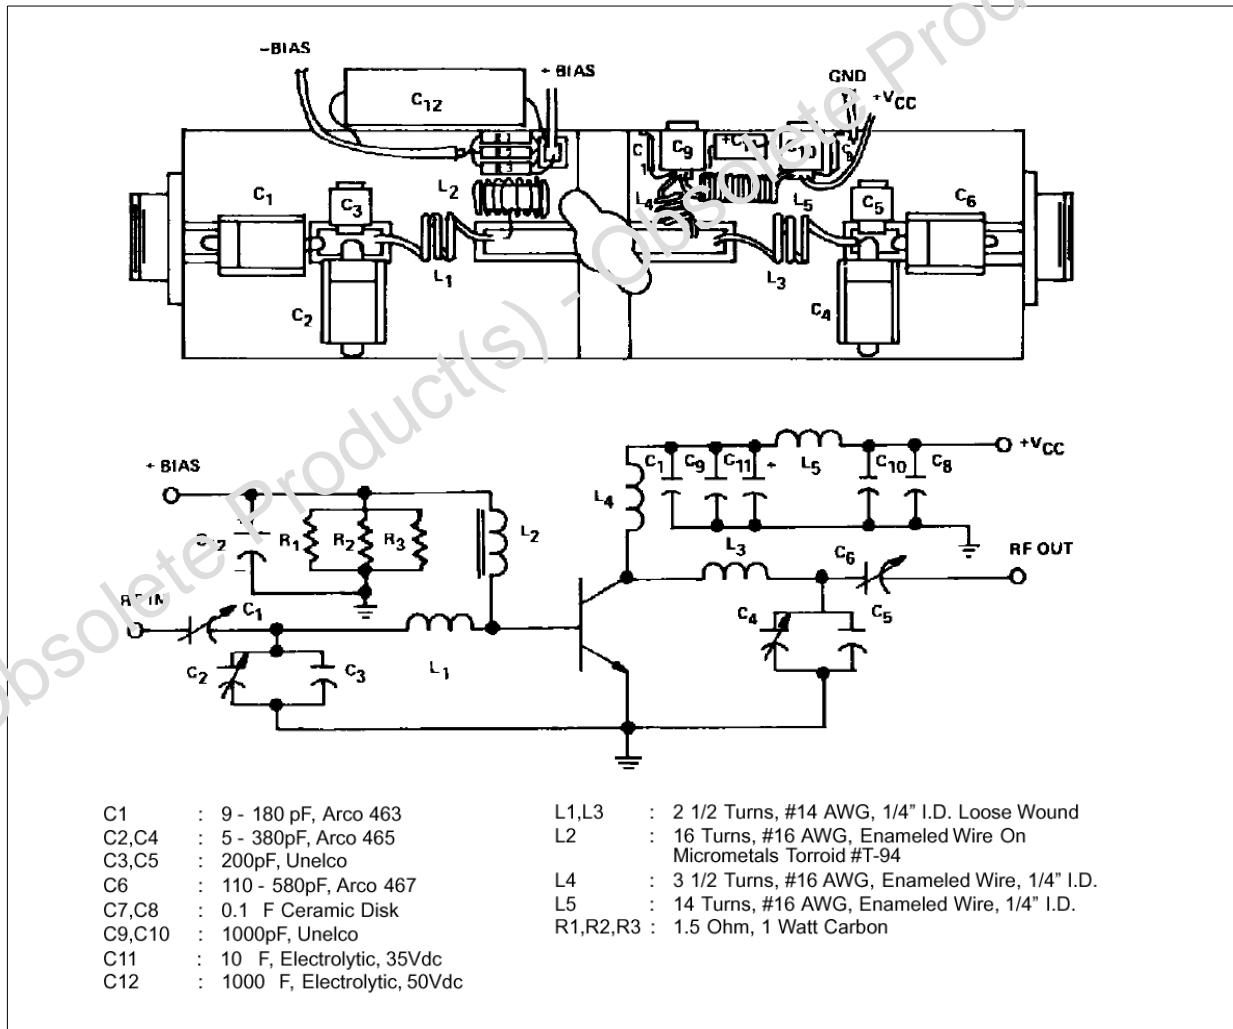 –BIAS
C12
+ BIAS
GND
+VCC
C1
C3
L2
C
1
C9
+C1
L4
L5
C5
C6
L1
C2
L3
C4
Obsolete Product(s) - Obsolete Prod
+ BIAS
C12
R1
R2
R3
L2
L4
C1
C9
C11
+
L5
C10
C8
+VCC
L3
C6
RF OUT
RF IN
C1
C2
C3
L1
C4
C5
C1 : 9 - 180 pF, Arco 463
C2,C4 : 5 - 380pF, Arco 465
C3,C5 : 200pF, Unelco
C6 : 110 - 580pF, Arco 467
C7,C8 : 0.1 F Ceramic Disk
C9,C10 : 1000pF, Unelco
C11 : 10 F, Electrolytic, 35Vdc
C12 : 1000 F, Electrolytic, 50Vdc
L1,L3 : 2 1/2 Turns, #14 AWG, 1/4” I.D. Loose Wound
L2 : 16 Turns, #16 AWG, Enameled Wire On
Micrometals Torroid #T-94
L4 : 3 1/2 Turns, #16 AWG, Enameled Wire, 1/4” I.D.
L5 : 14 Turns, #16 AWG, Enameled Wire, 1/4” I.D.
R1,R2,R3 : 1.5 Ohm, 1 Watt Carbon